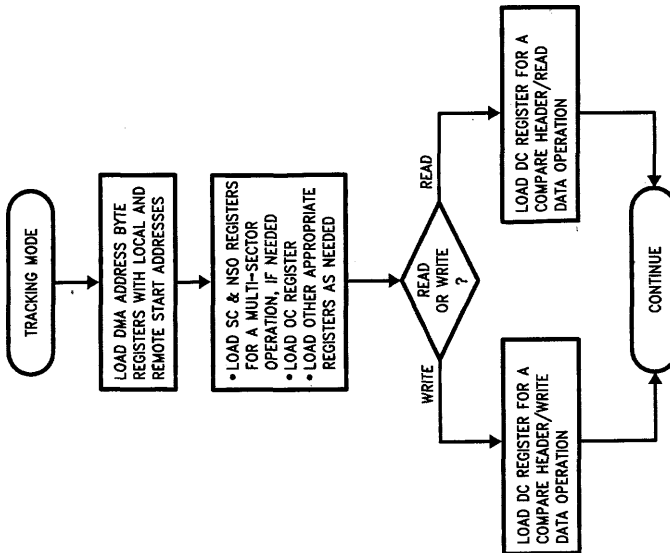 TRACKING MODE
LOAD DMA ADDRESS BYTE
REGISTERS WITH LOCAL AND
REMOTE START ADDRESSES
• LOAD SC & NSO REGISTERS
FOR A MULTI-SECTOR
OPERATION, IF NEEDED
• LOAD OC REGISTER
• LOAD OTHER APPROPRIATE
REGISTERS AS NEEDED
READ
OR WRITE
?
WRITE
READ
LOAD DC REGISTER FOR A
COMPARE HEADER/WRITE
DATA OPERATION
LOAD DC REGISTER FOR A
COMPARE HEADER/READ
DATA OPERATION
CONTINUE